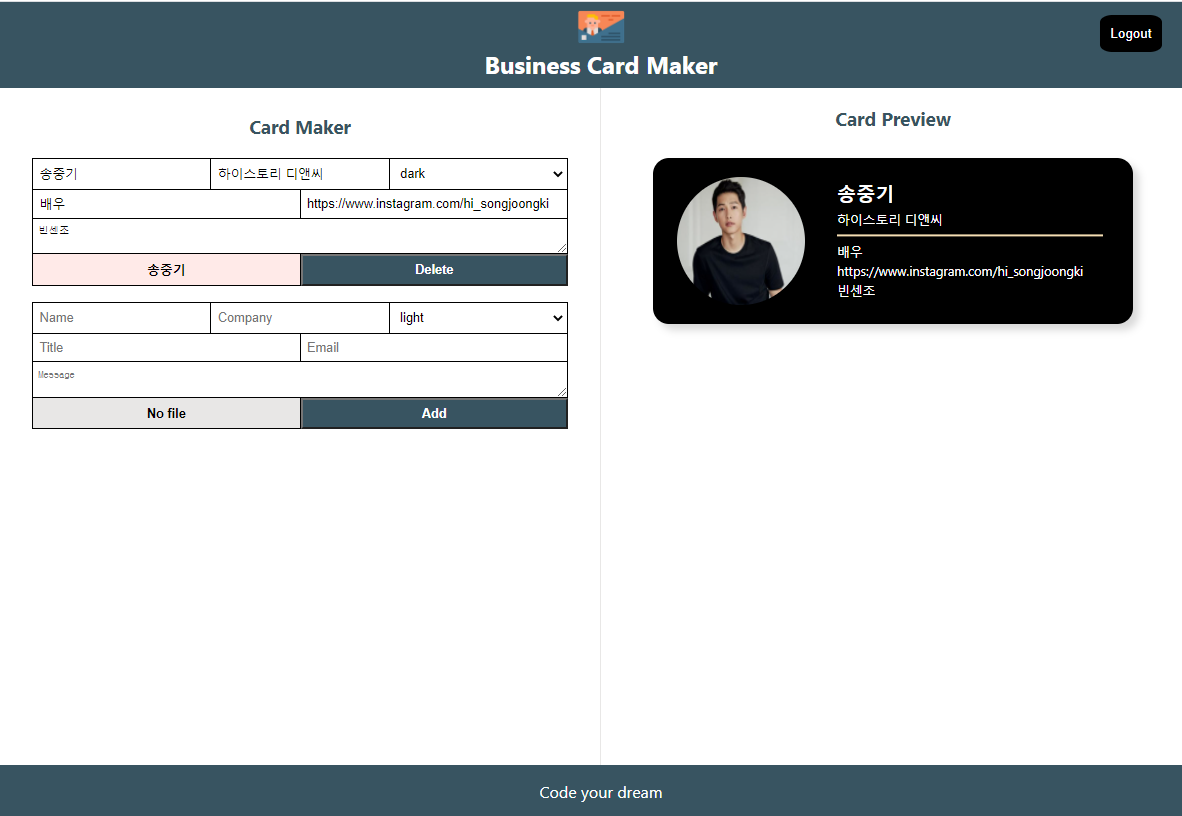 Logout
Business Card Maker
Card Maker
송중기 하이스토리 디앤씨 dark
배우 https://www.instagram.com/hi_songjoongki
빈센조
송중기 Delete
Name Company light
Title Email
Message
No file Add
Card Preview
송중기
하이스토리 디앤씨
배우
https://www.instagram.com/hi_songjoongki
빈센조
Code your dream